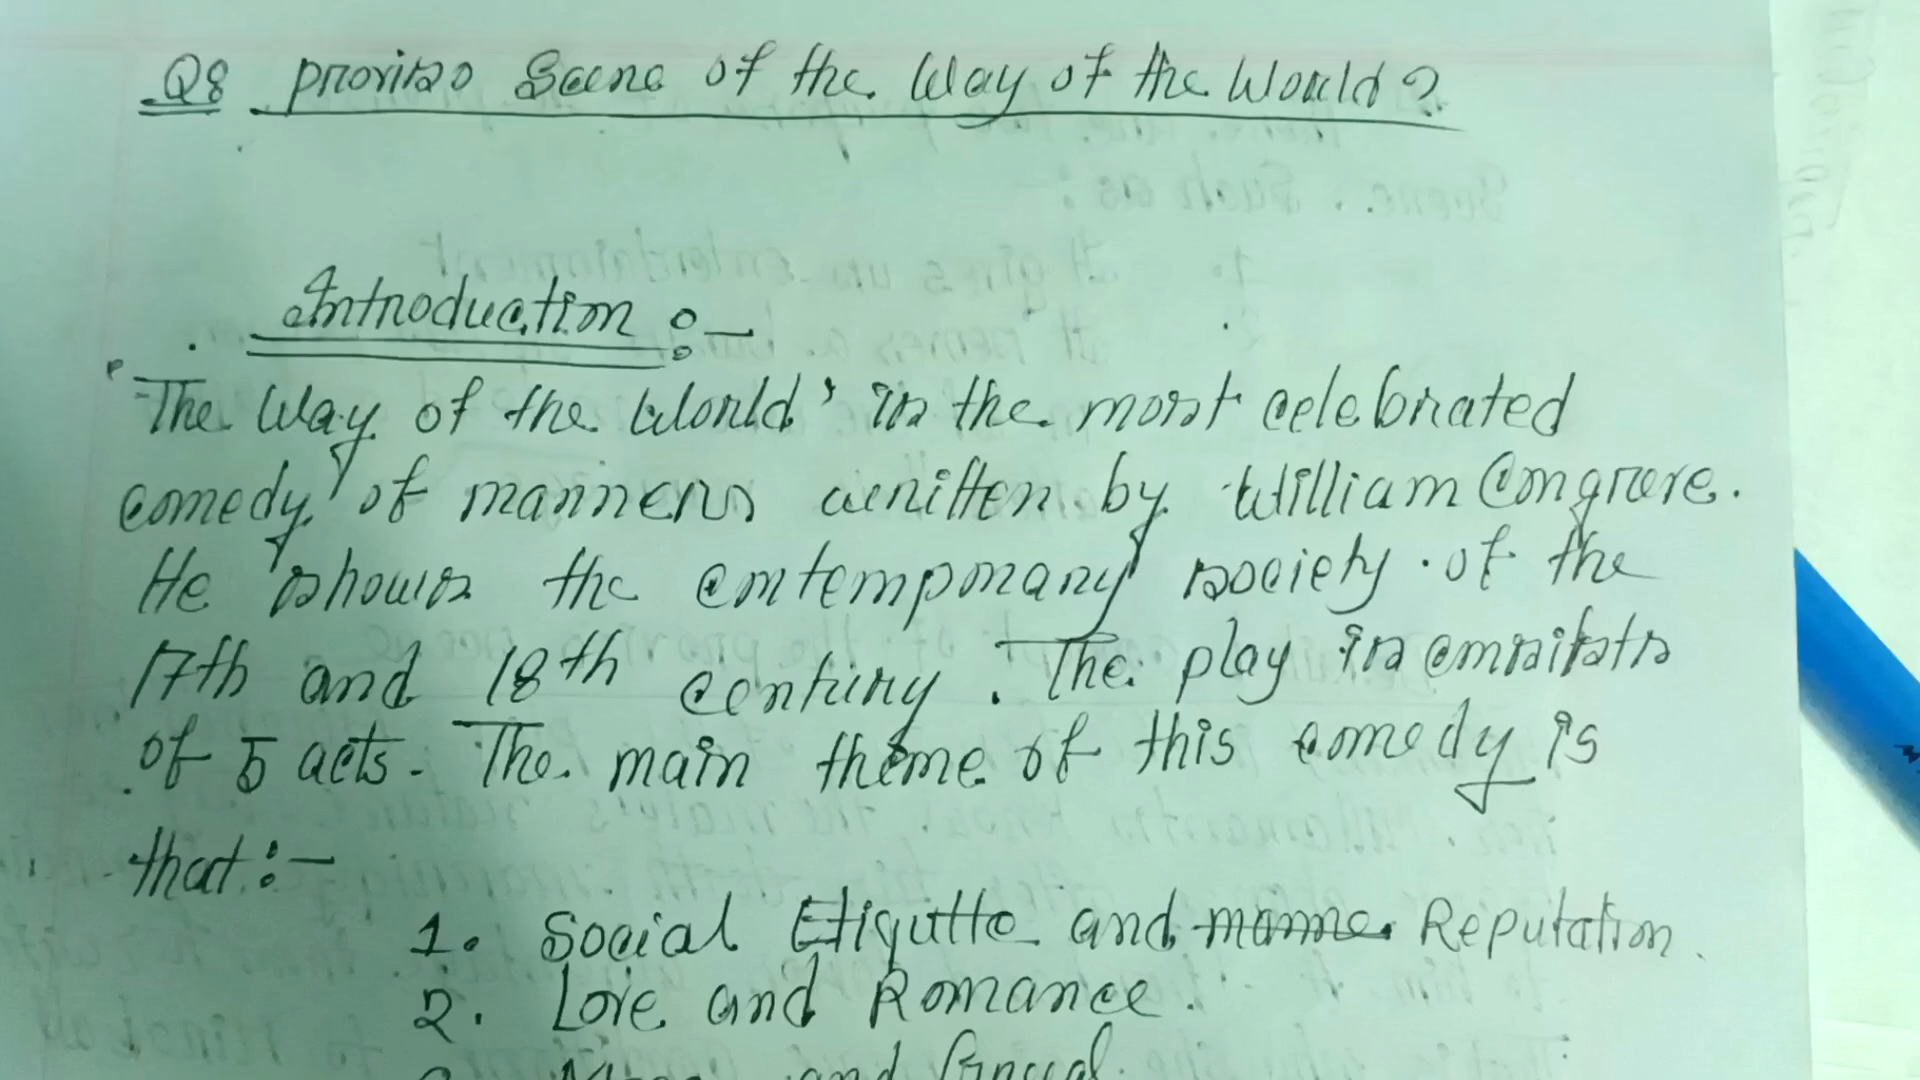 Q8 proviso Scene of the Way of the World?
Introduction :-
'The Way of the World' is the most celebrated
comedy of manners written by William Congreve.
He shows the contemporary society of the
17th and 18th century. The play is consitats
of 5 acts. The main theme of this comedy is
that :-
1. Social Etiqutte and Reputation.
2. Love and Romance.
and